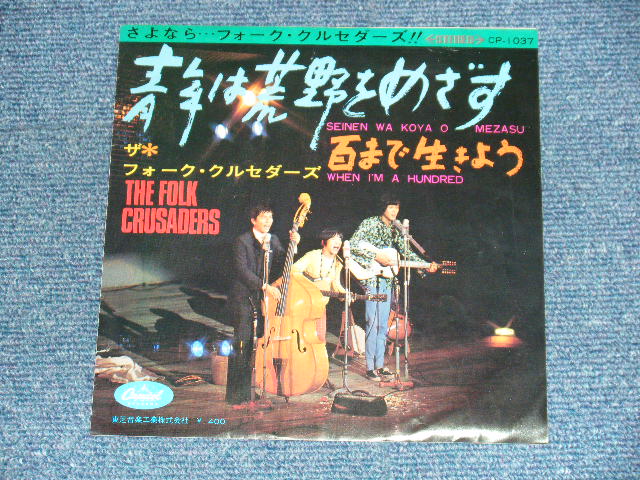 さよなら…フォーク・クルセダーズ!! STEREO CP-1037
青年は荒野をめざす
SEINEN WA KOYA O MEZASU
ザ*
フォーク・クルセダーズ
百まで生きよう
WHEN I'M A HUNDRED
THE FOLK
CRUSADERS
Capitol
東芝音楽工業株式会社 ¥.400